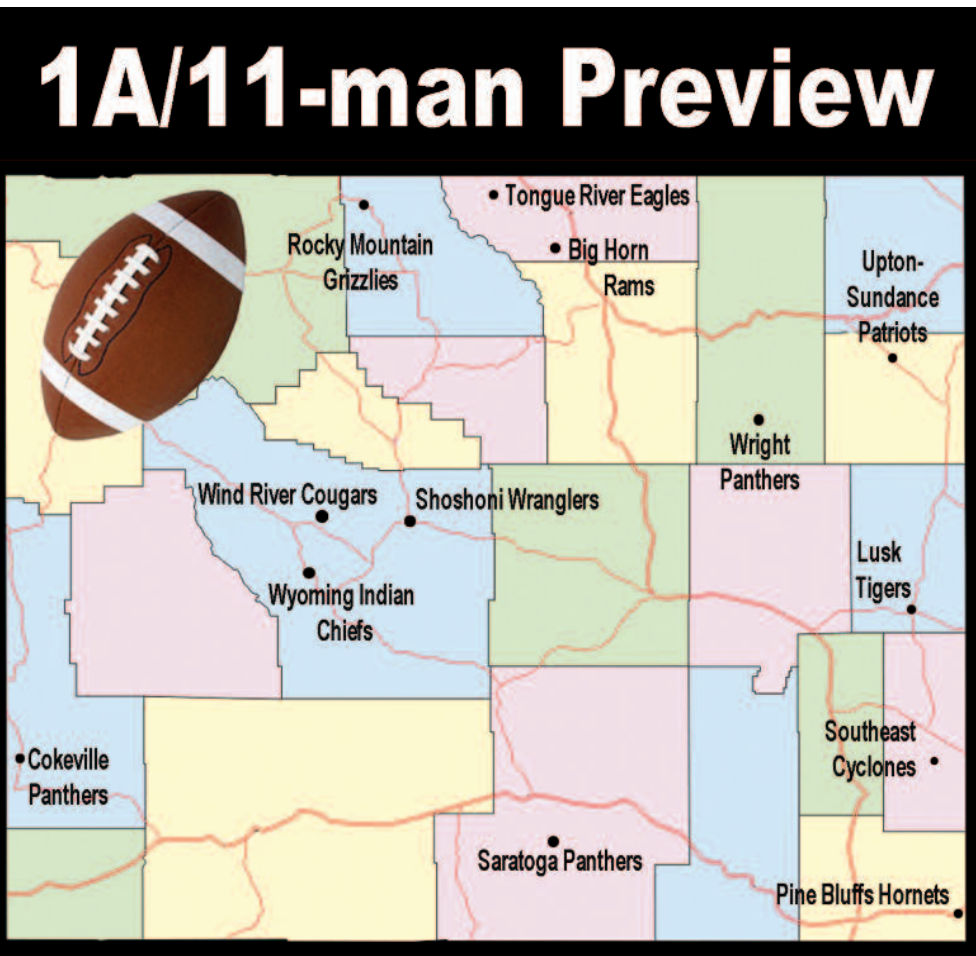 1A/11-man Preview
Tongue River Eagles
Rocky Mountain
Grizzlies
Big Horn
Rams
Upton-
Sundance
Patriots
Wright
Panthers
Wind River Cougars
Shoshoni Wranglers
Wyoming Indian
Chiefs
Lusk
Tigers
Cokeville
Panthers
Southeast
Cyclones
Saratoga Panthers
Pine Bluffs Hornets